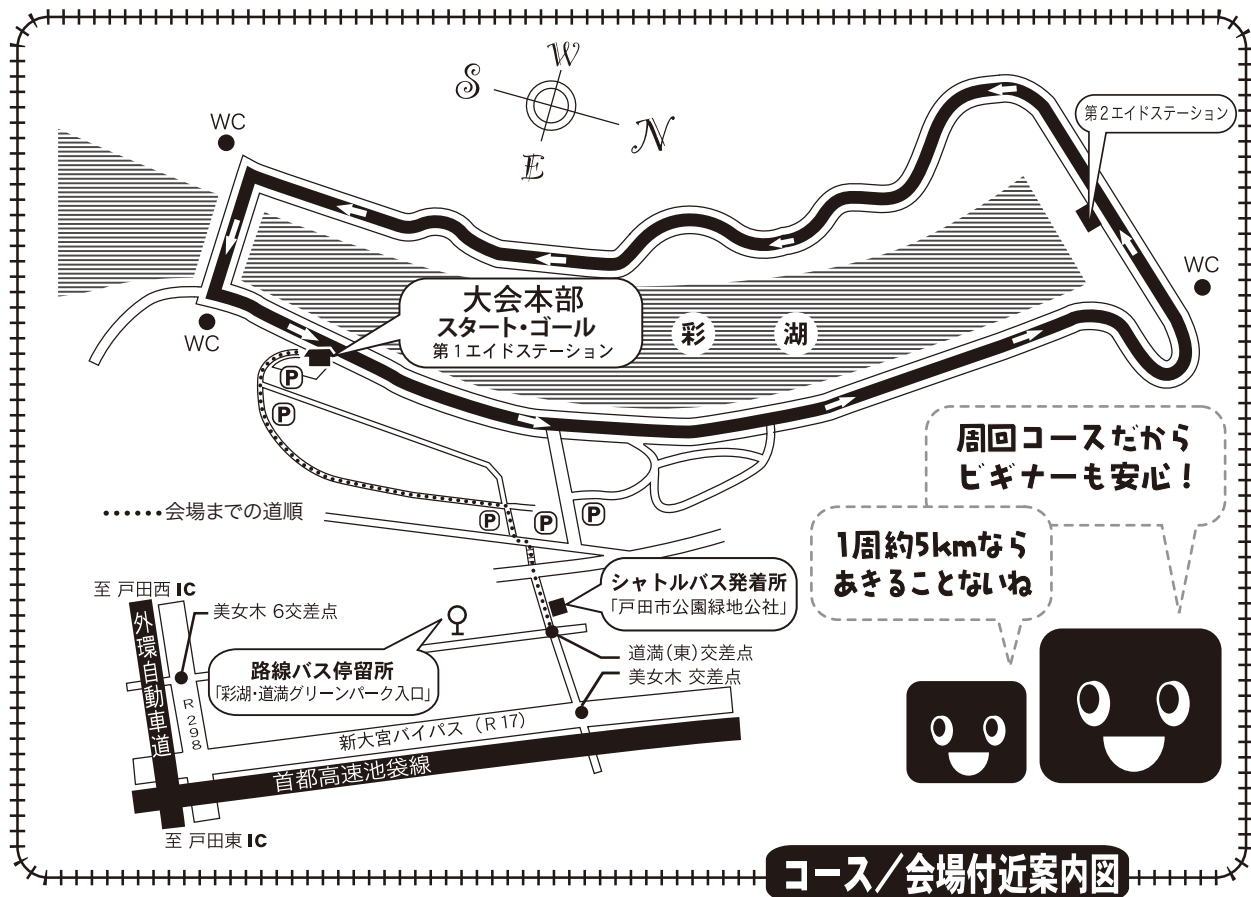 W
S
N
E
WC
第2エイドステーション
WC
WC
大会本部
スタート・ゴール
第1エイドステーション
彩 湖
P
P
P
P
P
周回コースだから
ビギナーも安心！
1周約5kmなら
あきることないね
••••••会場までの道順
シャトルバス発着所
「戸田市公園緑地公社」
至 戸田西 IC
美女木 6交差点
外環自動車道
R298
路線バス停留所
「彩湖・道満グリーンパーク入口」
道満（東）交差点
美女木 交差点
新大宮バイパス（R 17）
首都高速池袋線
至 戸田東 IC
コース／会場付近案内図